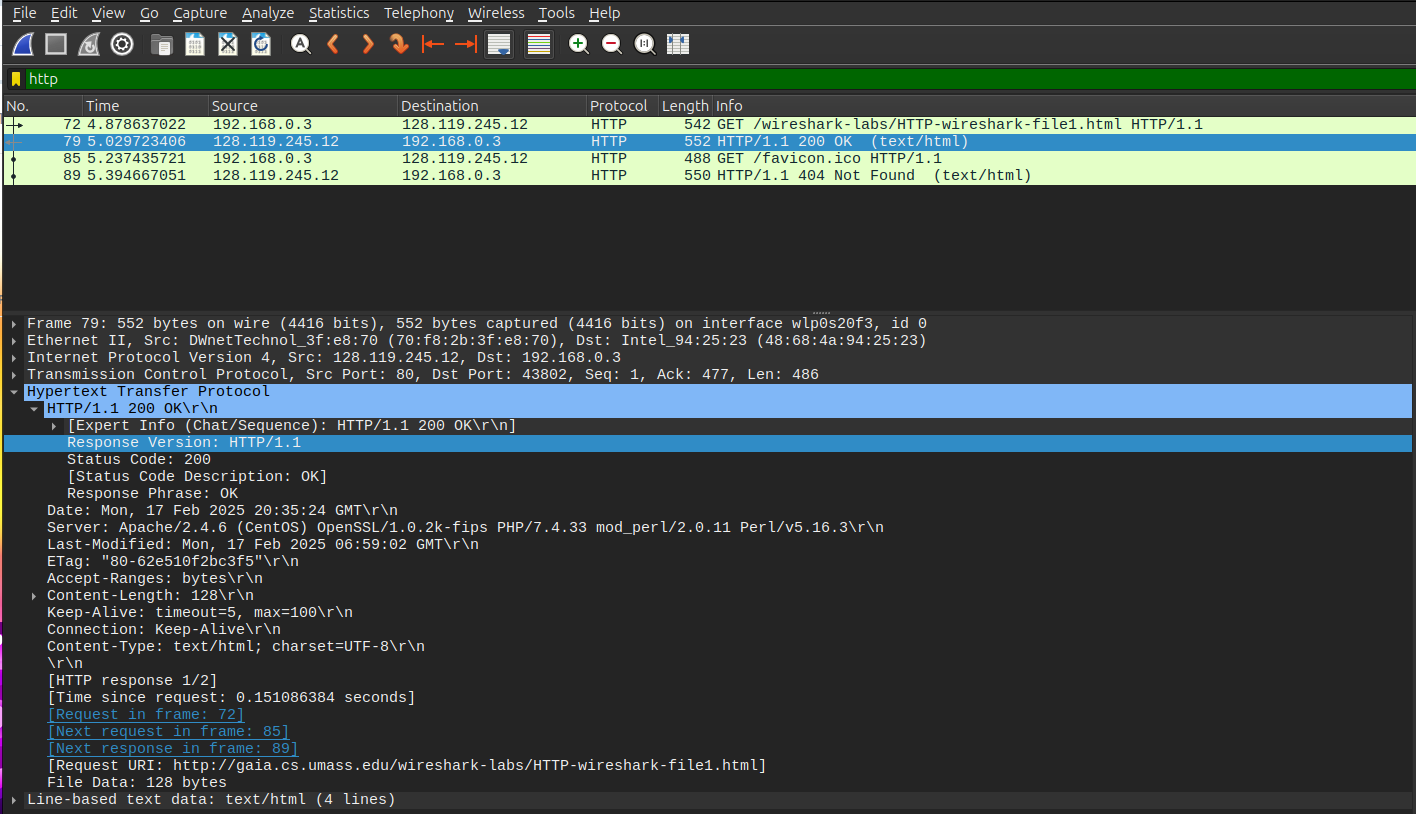 File Edit View Go Capture Analyze Statistics Telephony Wireless Tools Help
http
No. Time Source Destination Protocol Length Info
72 4.878637022 192.168.0.3 128.119.245.12 HTTP 542 GET /wireshark-labs/HTTP-wireshark-file1.html HTTP/1.1
79 5.029723406 128.119.245.12 192.168.0.3 HTTP 552 HTTP/1.1 200 OK  (text/html)
85 5.237435721 192.168.0.3 128.119.245.12 HTTP 488 GET /favicon.ico HTTP/1.1
89 5.394667051 128.119.245.12 192.168.0.3 HTTP 550 HTTP/1.1 404 Not Found  (text/html)
Frame 79: 552 bytes on wire (4416 bits), 552 bytes captured (4416 bits) on interface wlp0s20f3, id 0
Ethernet II, Src: DWnetTechnol_3f:e8:70 (70:f8:2b:3f:e8:70), Dst: Intel_94:25:23 (48:68:4a:94:25:23)
Internet Protocol Version 4, Src: 128.119.245.12, Dst: 192.168.0.3
Transmission Control Protocol, Src Port: 80, Dst Port: 43802, Seq: 1, Ack: 477, Len: 486
Hypertext Transfer Protocol
HTTP/1.1 200 OK\r\n
[Expert Info (Chat/Sequence): HTTP/1.1 200 OK\r\n]
Response Version: HTTP/1.1
Status Code: 200
[Status Code Description: OK]
Response Phrase: OK
Date: Mon, 17 Feb 2025 20:35:24 GMT\r\n
Server: Apache/2.4.6 (CentOS) OpenSSL/1.0.2k-fips PHP/7.4.33 mod_perl/2.0.11 Perl/v5.16.3\r\n
Last-Modified: Mon, 17 Feb 2025 06:59:02 GMT\r\n
ETag: "80-62e510f2bc3f5"\r\n
Accept-Ranges: bytes\r\n
Content-Length: 128\r\n
Keep-Alive: timeout=5, max=100\r\n
Connection: Keep-Alive\r\n
Content-Type: text/html; charset=UTF-8\r\n
\r\n
[HTTP response 1/2]
[Time since request: 0.151086384 seconds]
[Request in frame: 72]
[Next request in frame: 85]
[Next response in frame: 89]
[Request URI: http://gaia.cs.umass.edu/wireshark-labs/HTTP-wireshark-file1.html]
File Data: 128 bytes
Line-based text data: text/html (4 lines)